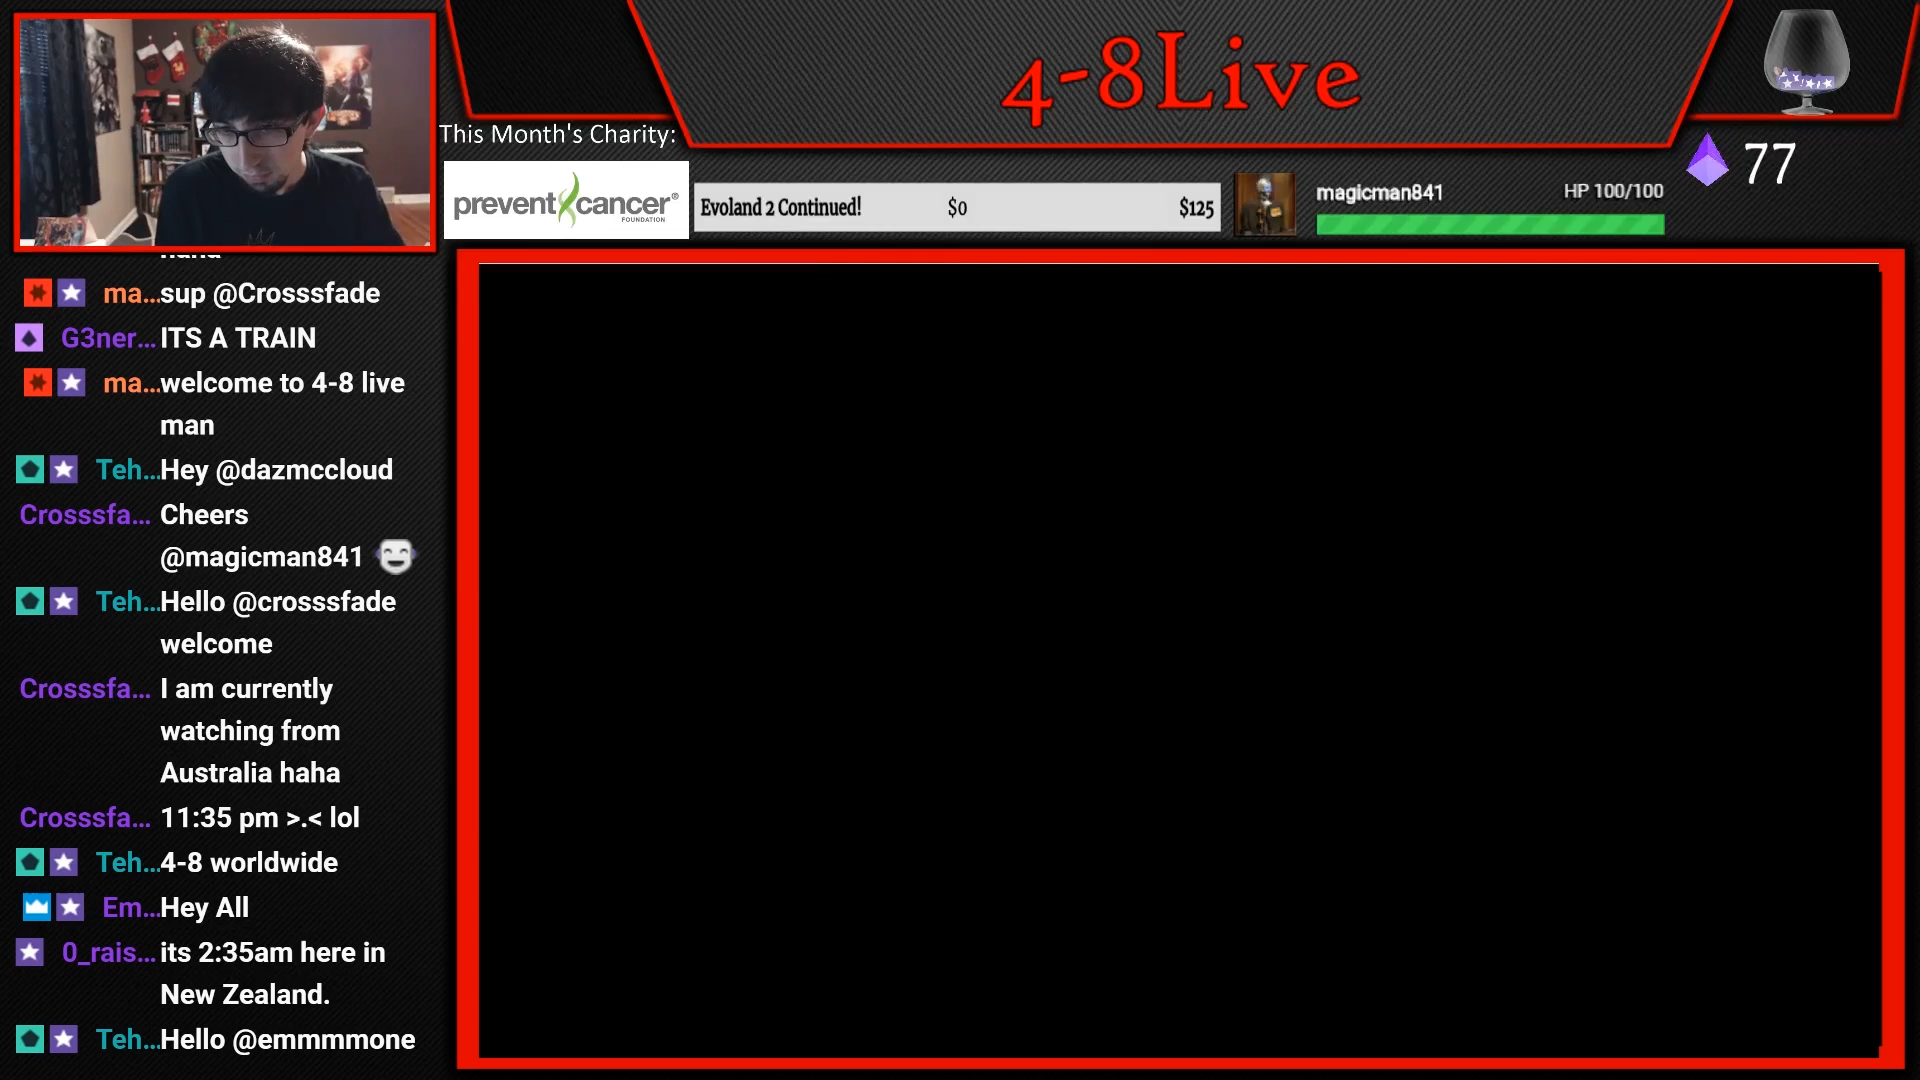 4-8Live
This Month's Charity:
prevent cancer®
FOUNDATION
Evoland 2 Continued! $0 $125
magicman841 HP 100/100
77
ma...sup @Crosssfade
G3ner...ITS A TRAIN
ma...welcome to 4-8 live
man
Teh...Hey @dazmccloud
Crosssfa... Cheers
@magicman841
Teh...Hello @crosssfade
welcome
Crosssfa... I am currently
watching from
Australia haha
Crosssfa... 11:35 pm >.< lol
Teh...4-8 worldwide
Em...Hey All
0_rais...its 2:35am here in
New Zealand.
Teh...Hello @emmmmone